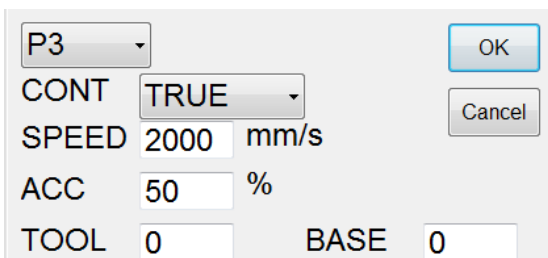 P3 OK
CONT TRUE
Cancel
SPEED 2000 mm/s
ACC 50 %
TOOL 0 BASE 0